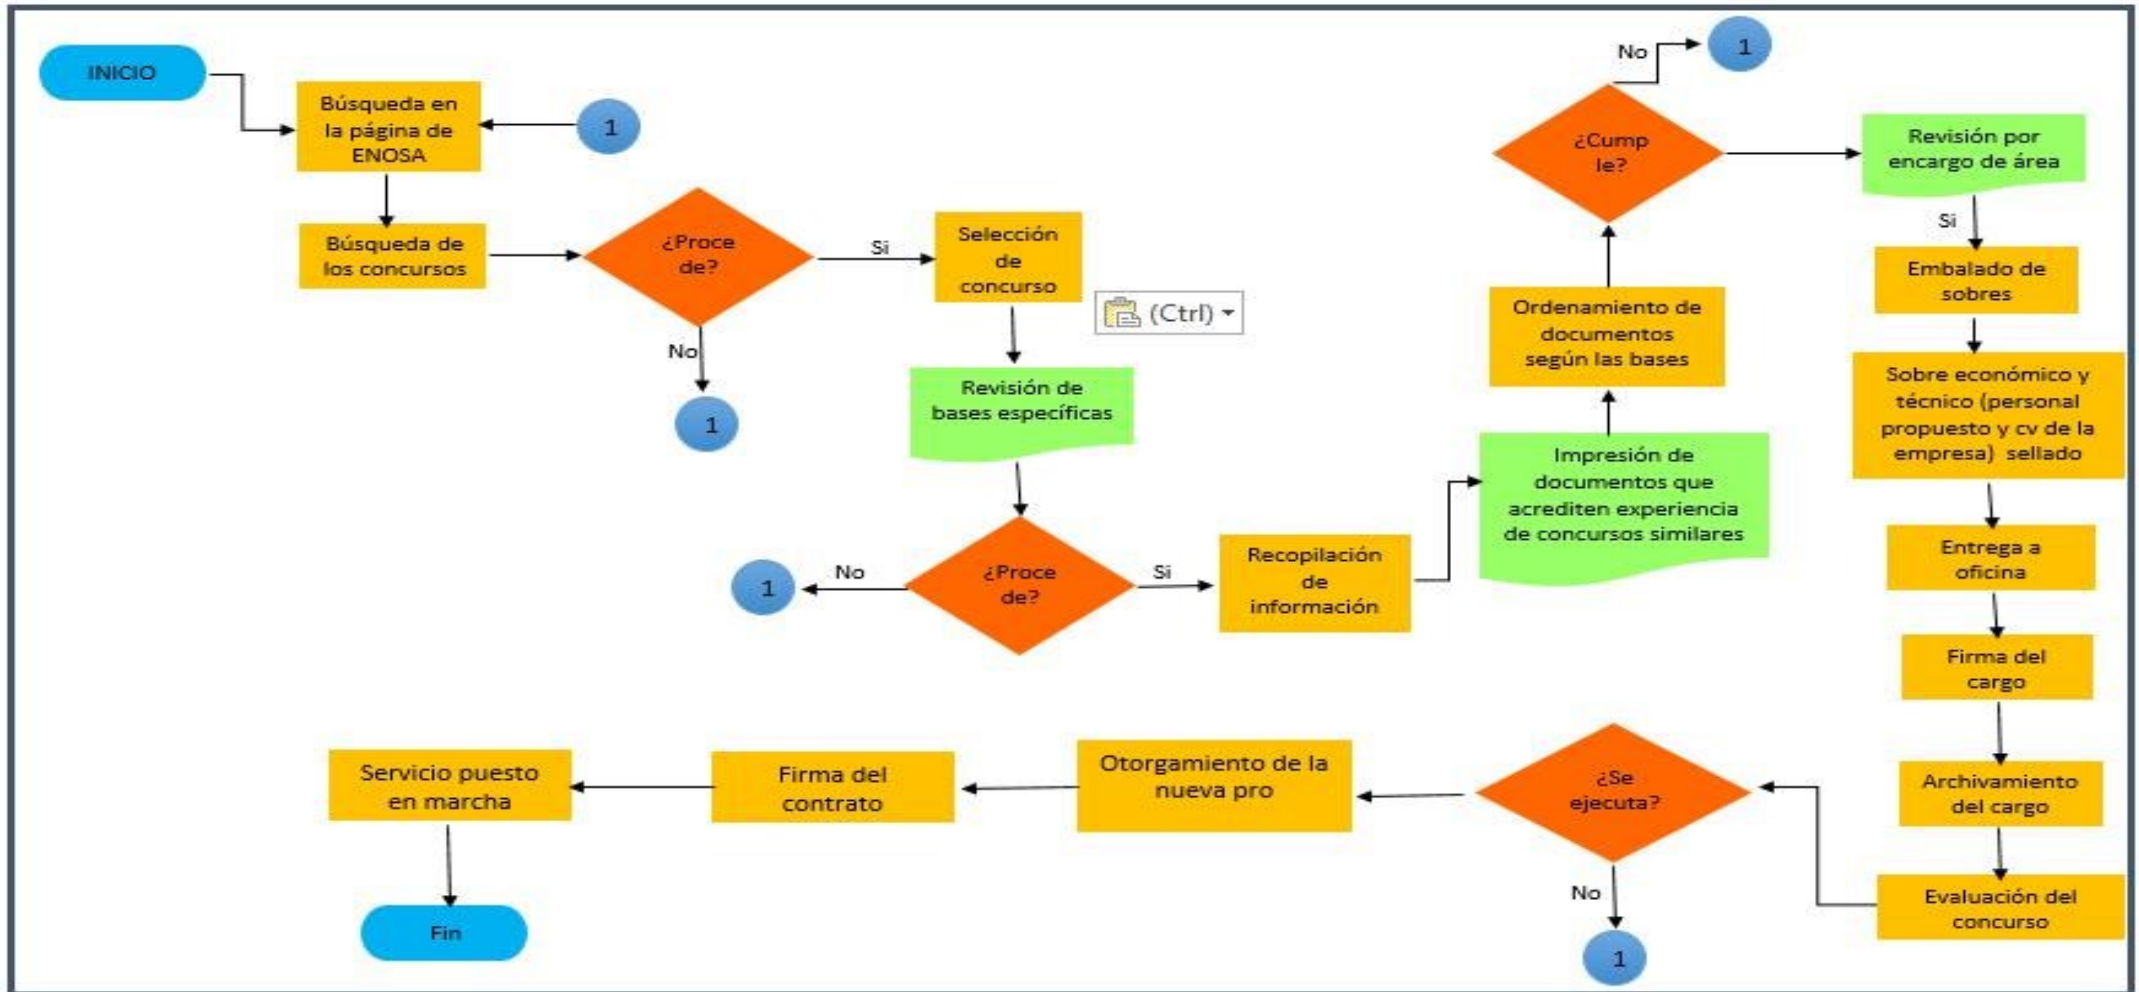 INICIO
Búsqueda en
la página de
ENOSA
1
Búsqueda de
los concursos
¿Proce
de?
No
1
Si
Selección
de
concurso
(Ctrl)
Revisión de
bases específicas
¿Proce
de?
No
1
Si
Recopilación
de
información
Impresión de
documentos que
acrediten experiencia
de concursos similares
Ordenamiento de
documentos
según las bases
¿Cump
le?
No
1
Revisión por
encargo de área
Si
Embalado de
sobres
Sobre económico y
técnico (personal
propuesto y cv de la
empresa) sellado
Entrega a
oficina
Firma del
cargo
Archivamiento
del cargo
Evaluación del
concurso
¿Se
ejecuta?
No
1
Otorgamiento de la
nueva pro
Firma del
contrato
Servicio puesto
en marcha
Fin